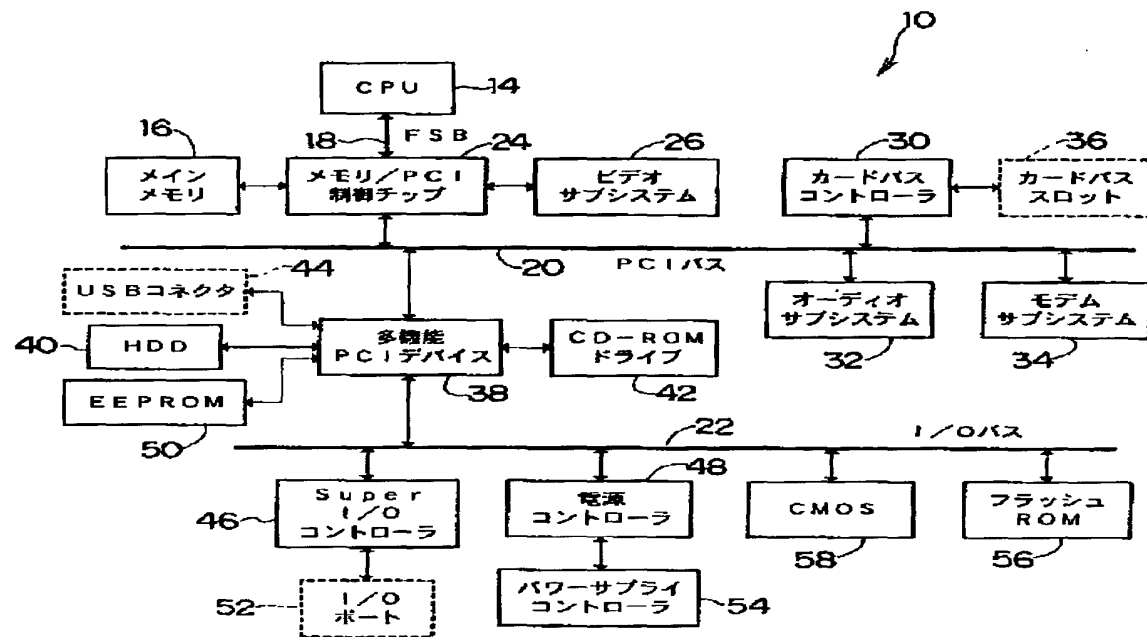 10
CPU
14
18
FSB
16
24
26
30
36
メイン
メモリ
メモリ/PCI
制御チップ
ビデオ
サブシステム
カードバス
コントローラ
カードバス
スロット
20
PCIバス
44
USBコネクタ
オーディオ
サブシステム
モデム
サブシステム
40
HDD
多機能
PCIデバイス
CD-ROM
ドライブ
32
34
EEPROM
38
42
50
22
I/Oバス
48
46
Super
I/O
コントローラ
電源
コントローラ
CMOS
フラッシュ
ROM
58
56
52
I/O
ポート
パワーサプライ
コントローラ
54